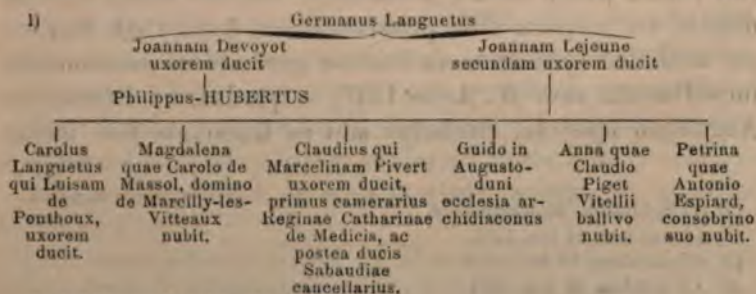 1)
Germanus Languetus
Joannam Devoyot
uxorem ducit
Joannam Lejeune
secundam uxorem ducit
Philippus-HUBERTUS
Carolus
Languetus
qui Luisam
de
Ponthoux,
uxorem
ducit.
Magdalena
quae Carolo de
Massol, domino
de Marcilly-les-
Vitteaux
nubit.
Claudius qui
Marcelinam Pivert
uxorem ducit,
primus camerarius
Reginae Catharinae
de Medicis, ac
postea ducis
Sabaudiae
cancellarius.
Guido in
Augusto-
duni
ecclesia ar-
chidiaconus
Anna quae
Claudio
Piget
Vitellii
ballivo
nubit.
Petrina
quae
Antonio
Espiard,
consobrino
suo nubit.